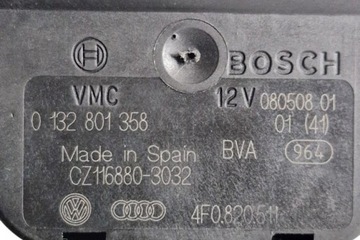 BOSCH
VMC 12V 080508 01
0 132 801 358 01 (41)
Made in Spain BVA 964
CZ116880-3032
4F0.820.511